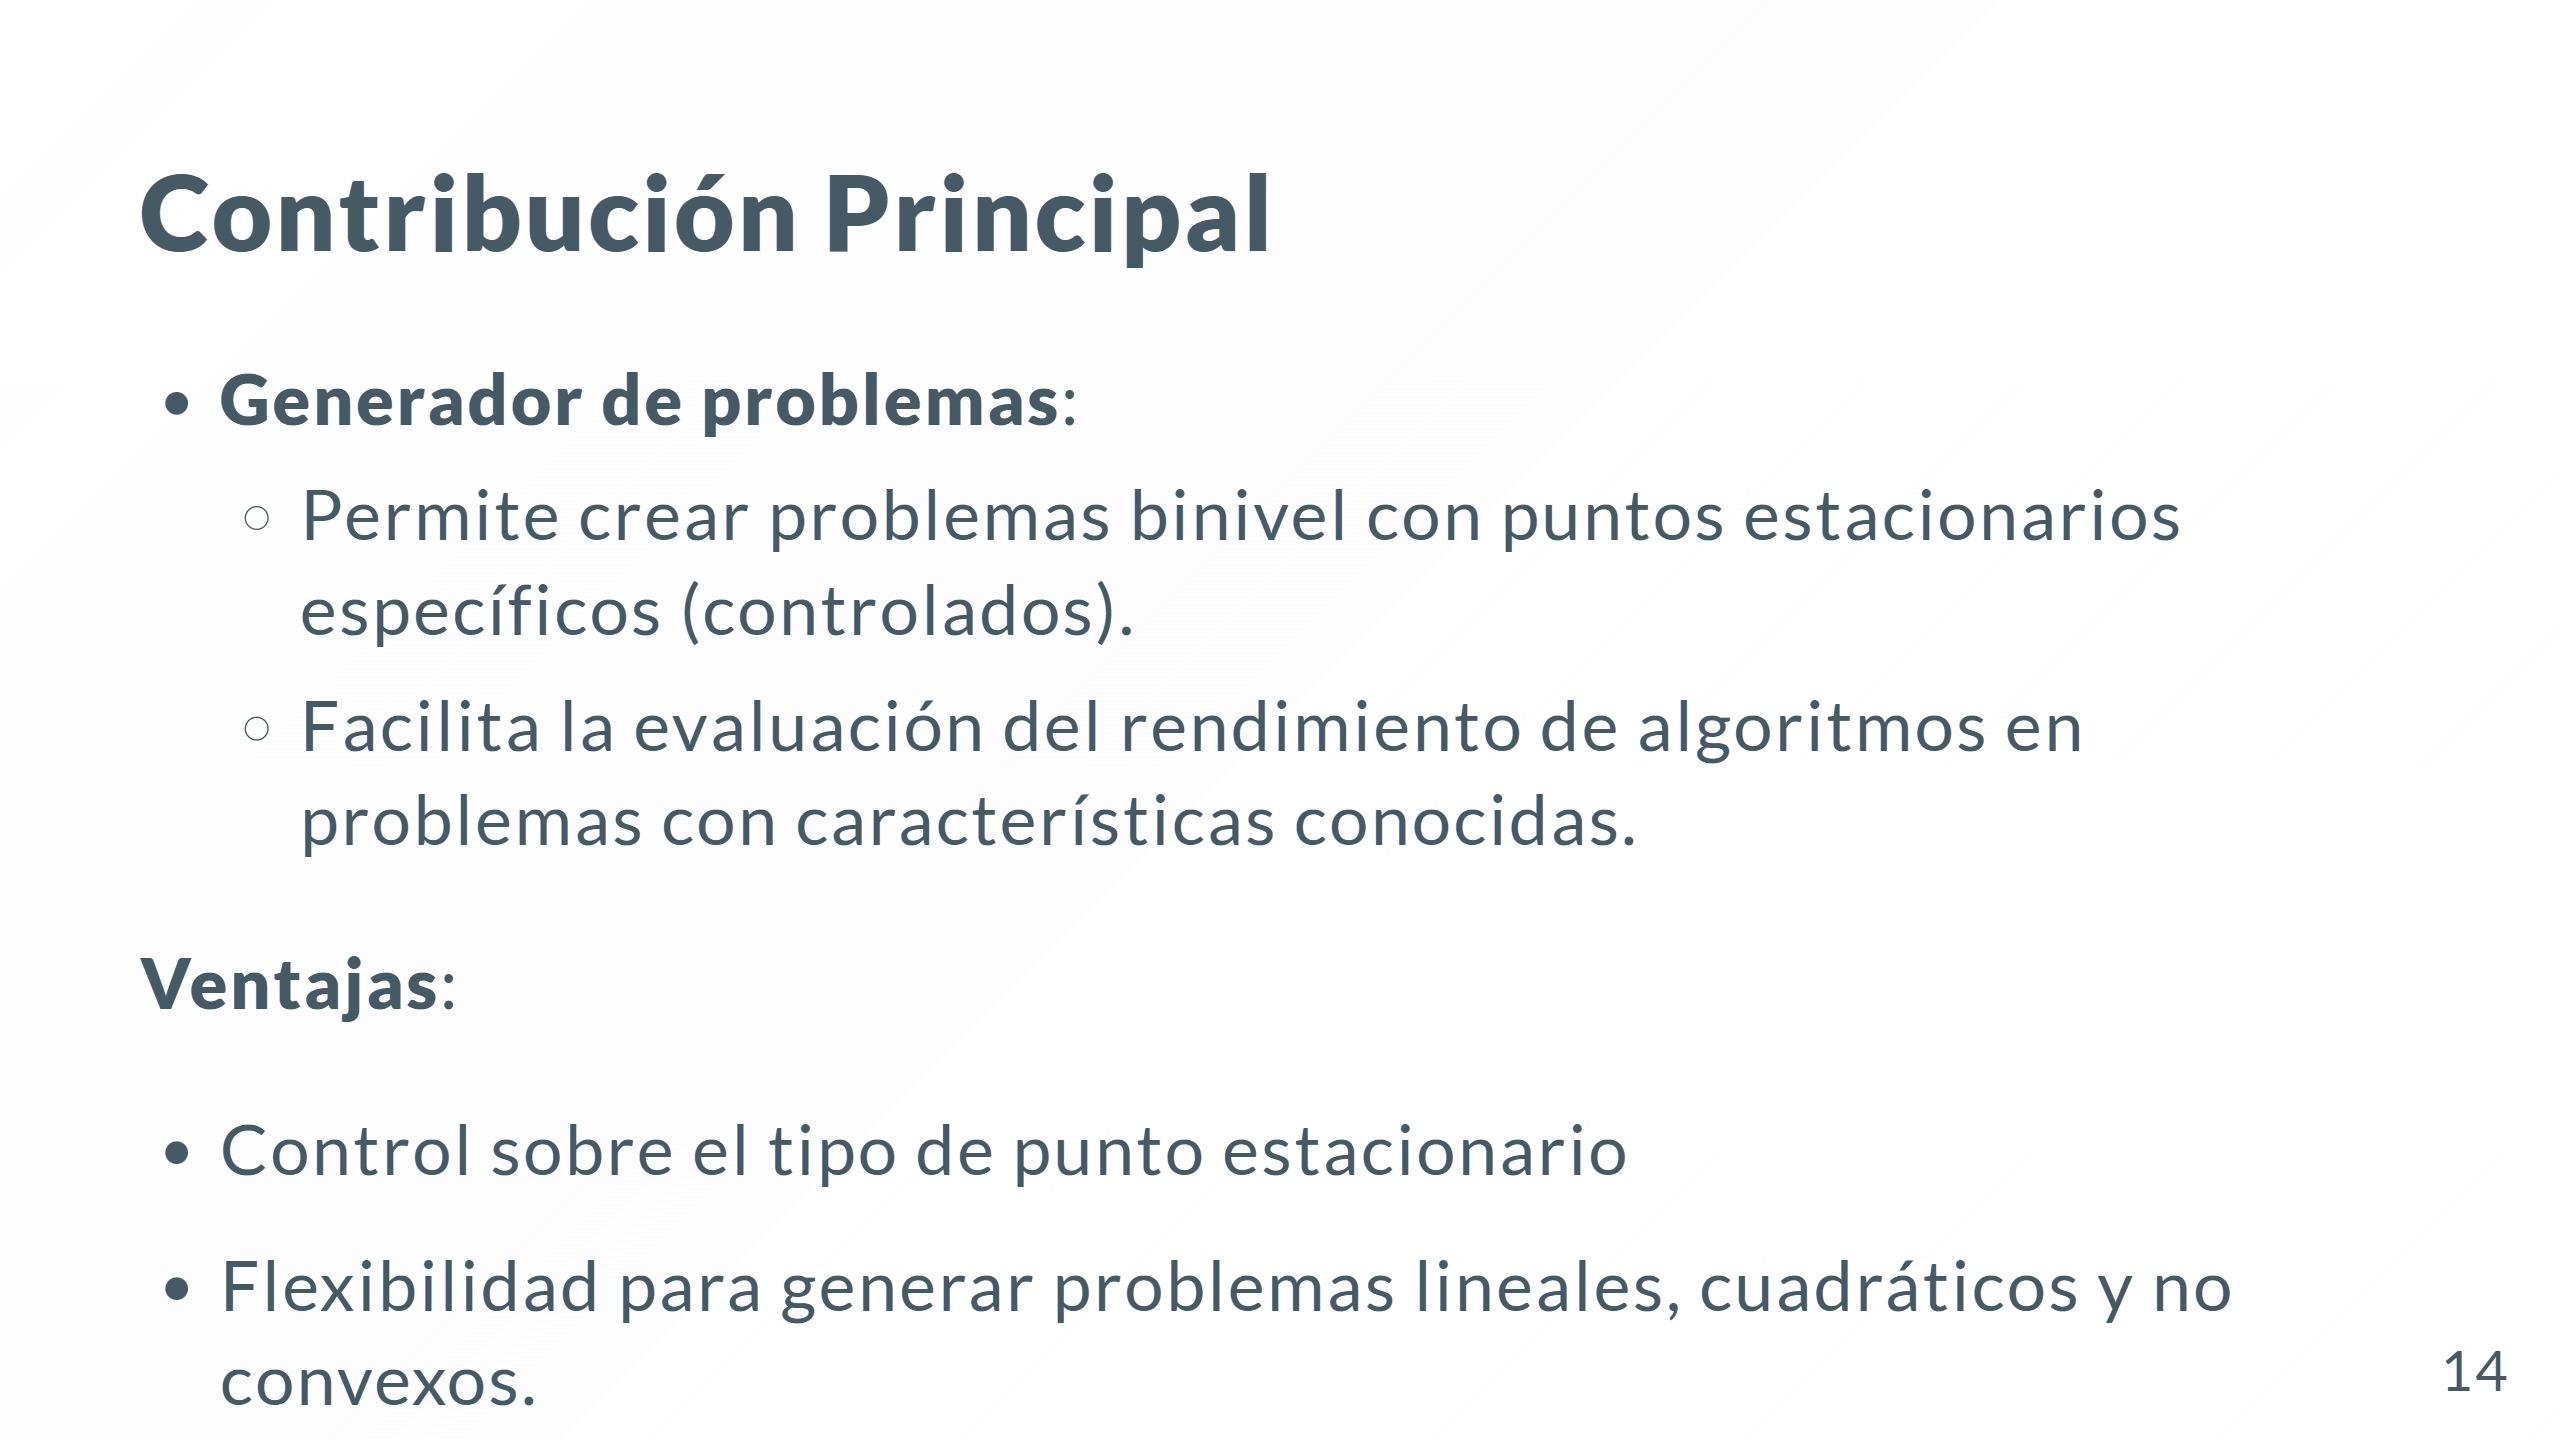 Contribución Principal
• Generador de problemas:
○ Permite crear problemas binivel con puntos estacionarios
específicos (controlados).
○ Facilita la evaluación del rendimiento de algoritmos en
problemas con características conocidas.
Ventajas:
• Control sobre el tipo de punto estacionario
• Flexibilidad para generar problemas lineales, cuadráticos y no
convexos.
14